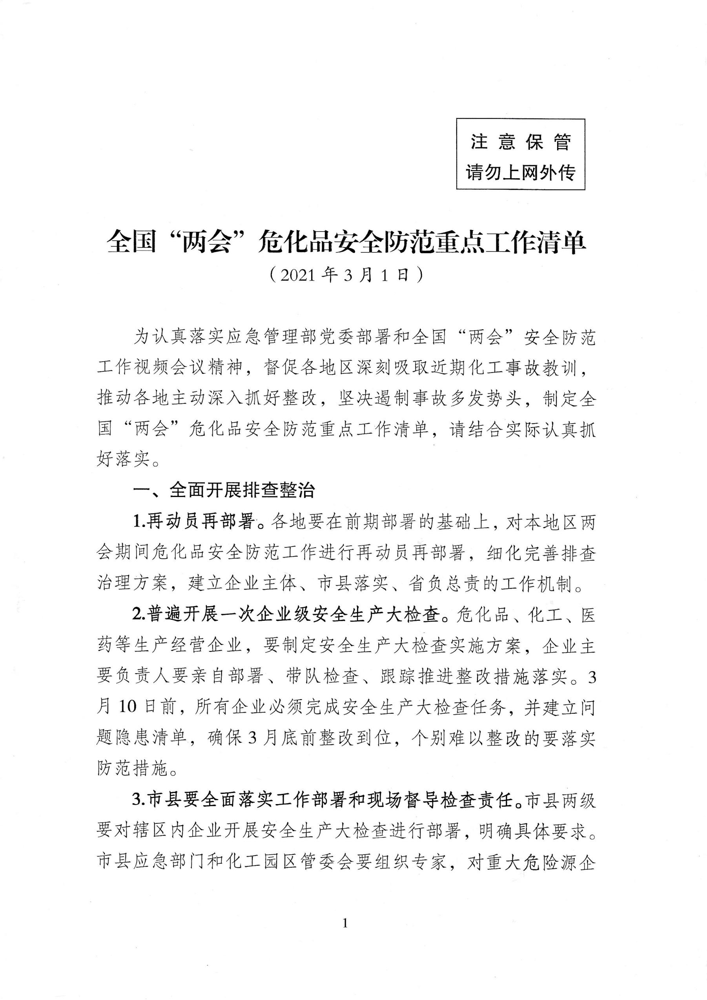 注意保管
请勿上网外传
全国“两会”危化品安全防范重点工作清单
（2021年3月1日）
为认真落实应急管理部党委部署和全国“两会”安全防范
工作视频会议精神，督促各地区深刻吸取近期化工事故教训，
推动各地主动深入抓好整改，坚决遏制事故多发势头，制定全
国“两会”危化品安全防范重点工作清单，请结合实际认真抓
好落实。
一、全面开展排查整治
1.再动员再部署。各地要在前期部署的基础上，对本地区两
会期间危化品安全防范工作进行再动员再部署，细化完善排查
治理方案，建立企业主体、市县落实、省负总责的工作机制。
2.普遍开展一次企业级安全生产大检查。危化品、化工、医
药等生产经营企业，要制定安全生产大检查实施方案，企业主
要负责人要亲自部署、带队检查、跟踪推进整改措施落实。3
月10日前，所有企业必须完成安全生产大检查任务，并建立问
题隐患清单，确保3月底前整改到位，个别难以整改的要落实
防范措施。
3.市县要全面落实工作部署和现场督导检查责任。市县两级
要对辖区内企业开展安全生产大检查进行部署，明确具体要求。
市县应急部门和化工园区管委会要组织专家，对重大危险源企
1